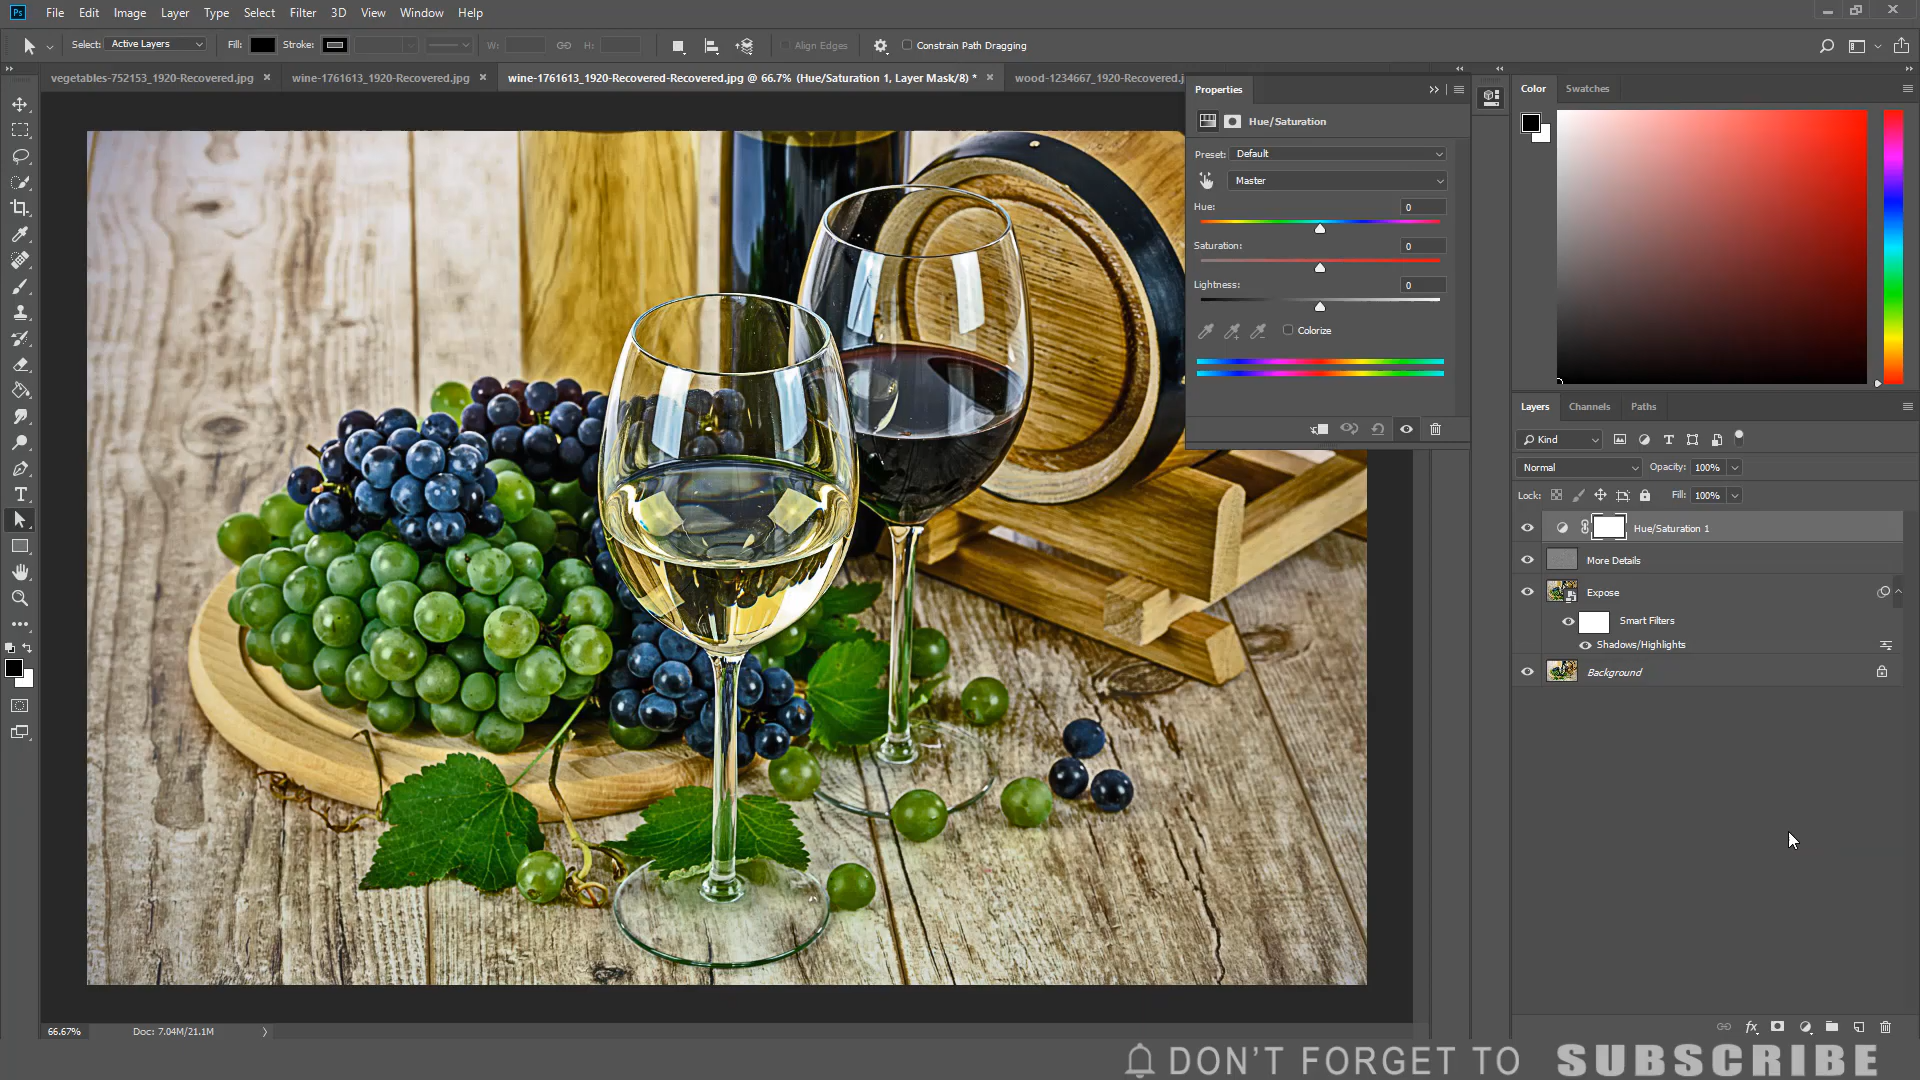 Ps File Edit Image Layer Type Select Filter 3D View Window Help
Select: Active Layers Fill: Stroke: W: H: Align Edges Constrain Path Dragging
vegetables-752153_1920-Recovered.jpg × wine-1761613_1920-Recovered.jpg × wine-1761613_1920-Recovered-Recovered.jpg @ 66.7% (Hue/Saturation 1, Layer Mask/8) * × wood-1234667_1920-Recovered.j
Properties
Hue/Saturation
Preset: Default
Master
Hue: 0
Saturation: 0
Lightness: 0
Colorize
Color Swatches
Layers Channels Paths
Kind
Normal Opacity: 100%
Lock: Fill: 100%
Hue/Saturation 1
More Details
Expose
Smart Filters
Shadows/Highlights
Background
66.67% Doc: 7.04M/21.1M
DON'T FORGET TO SUBSCRIBE